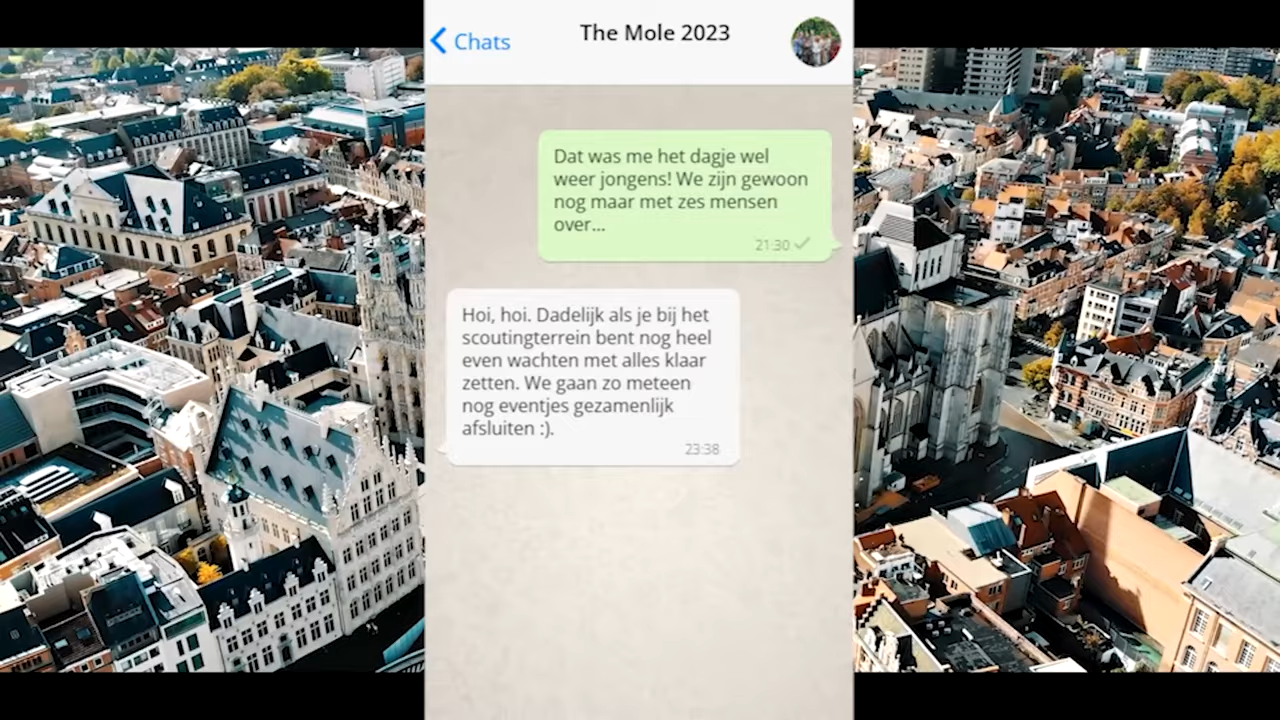 Chats
The Mole 2023
Dat was me het dagje wel
weer jongens! We zijn gewoon
nog maar met zes mensen
over...
21:30
Hoi, hoi. Dadelijk als je bij het
scoutingterrein bent nog heel
even wachten met alles klaar
zetten. We gaan zo meteen
nog eventjes gezamenlijk
afsluiten :).
23:38